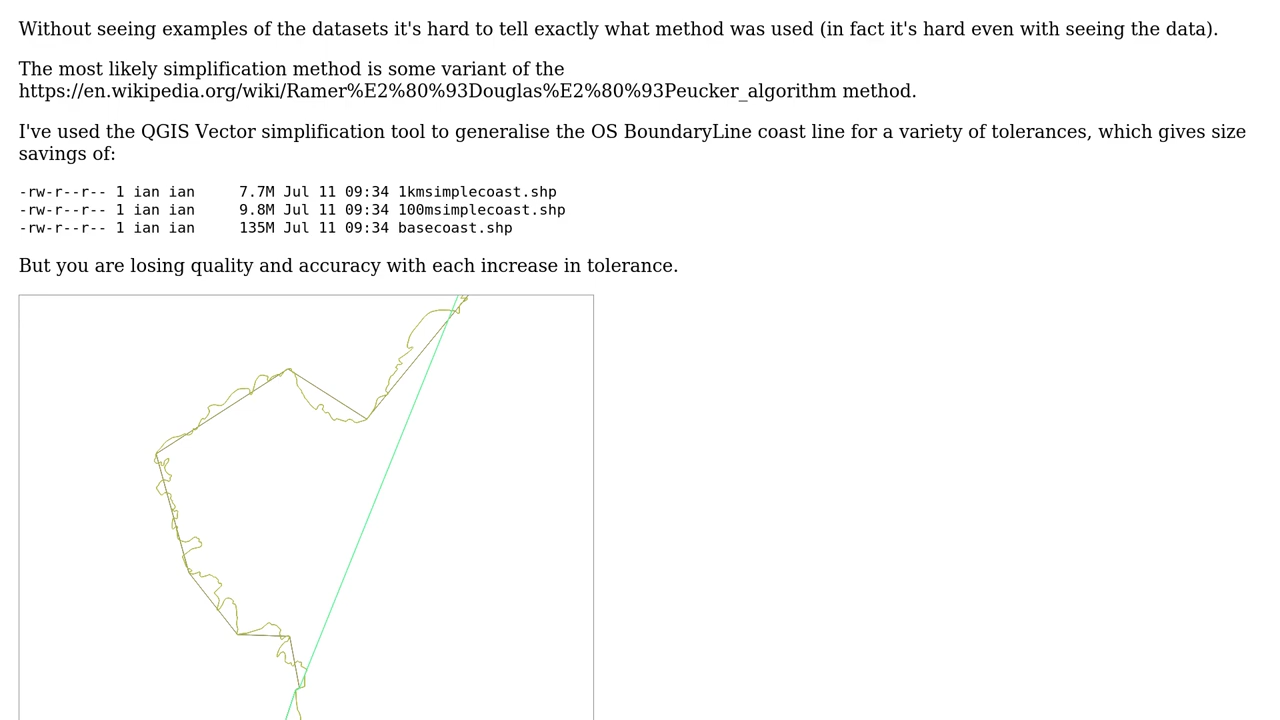 Without seeing examples of the datasets it's hard to tell exactly what method was used (in fact it's hard even with seeing the data).
The most likely simplification method is some variant of the
https://en.wikipedia.org/wiki/Ramer%E2%80%93Douglas%E2%80%93Peucker_algorithm method.
I've used the QGIS Vector simplification tool to generalise the OS BoundaryLine coast line for a variety of tolerances, which gives size
savings of:
-rw-r--r-- 1 ian ian     7.7M Jul 11 09:34 1kmsimplecoast.shp
-rw-r--r-- 1 ian ian     9.8M Jul 11 09:34 100msimplecoast.shp
-rw-r--r-- 1 ian ian     135M Jul 11 09:34 basecoast.shp
But you are losing quality and accuracy with each increase in tolerance.